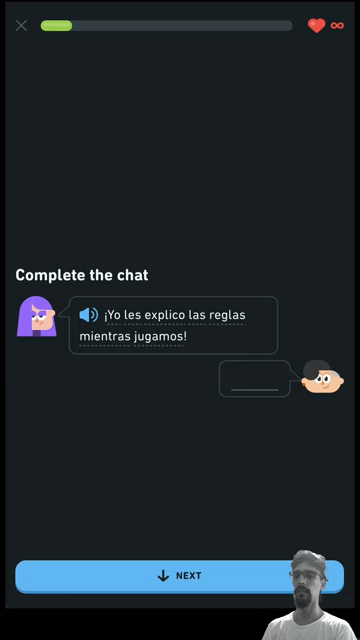 Complete the chat
¡Yo les explico las reglas
mientras jugamos!
NEXT